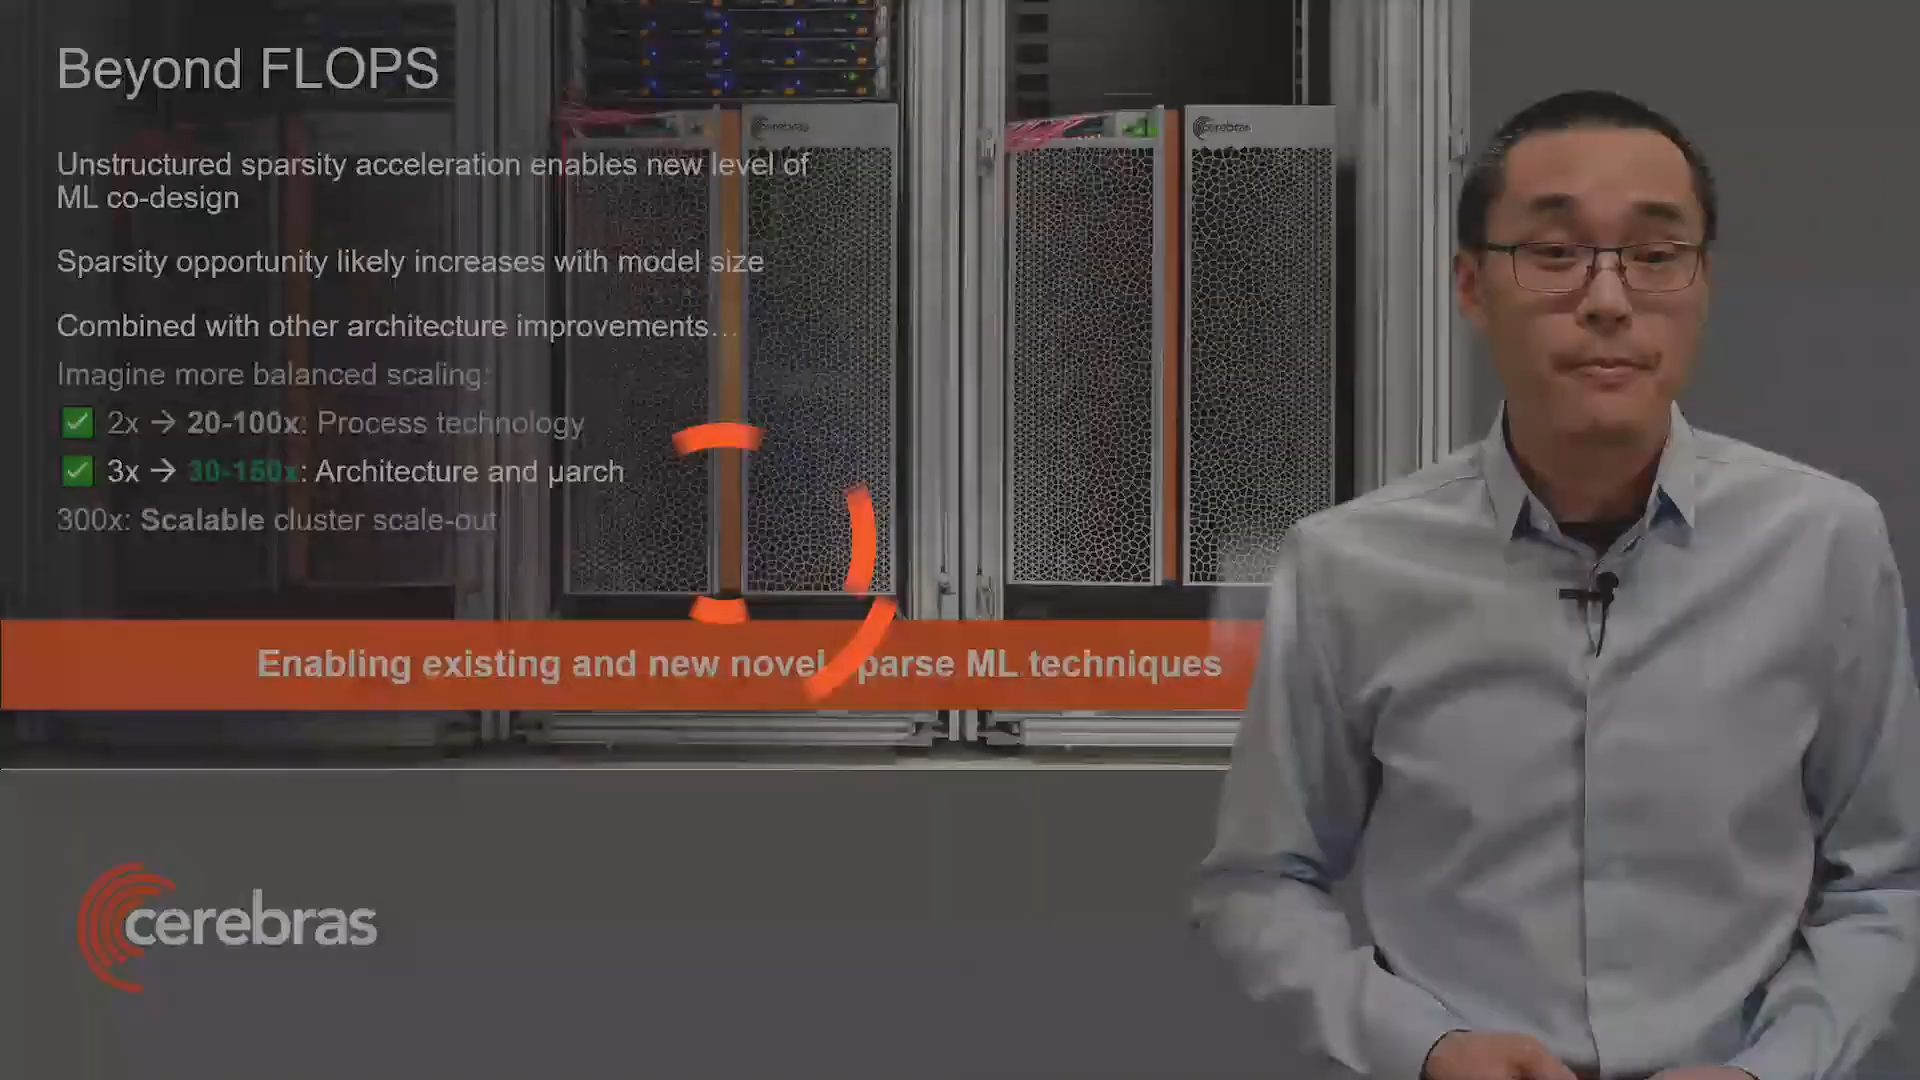 Beyond FLOPS
cerebras
cerebras
Unstructured sparsity acceleration enables new level of
ML co-design
Sparsity opportunity likely increases with model size
Combined with other architecture improvements…
Imagine more balanced scaling:
✅ 2x → 20-100x: Process technology
✅ 3x → 30-150x: Architecture and µarch
300x: Scalable cluster scale-out
Enabling existing and new novel parse ML techniques
cerebras